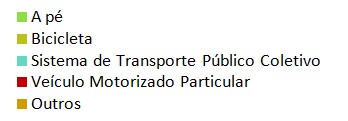 A pé
Bicicleta
Sistema de Transporte Público Coletivo
Veículo Motorizado Particular
Outros